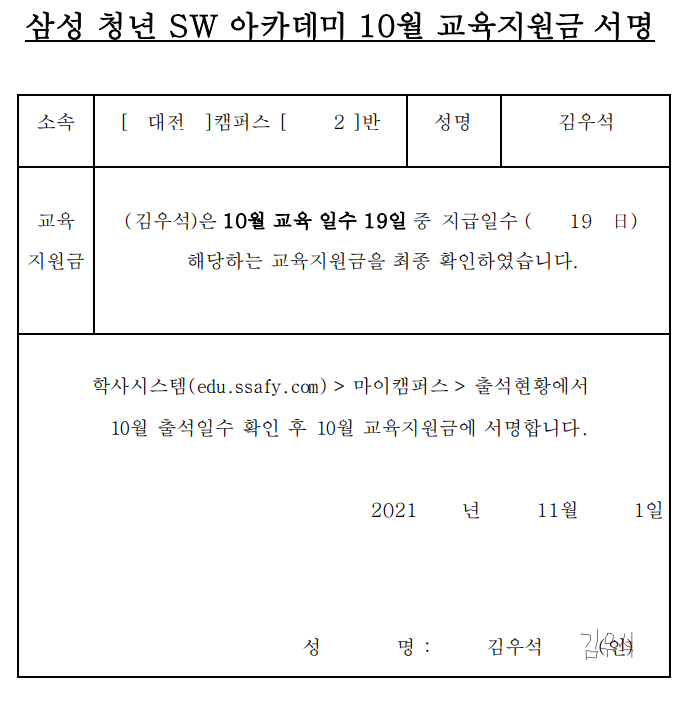 삼성 청년 SW 아카데미 10월 교육지원금 서명
소속 [ 대전 ]캠퍼스 [ 2 ]반 성명 김우석
교육
지원금
(김우석)은 10월 교육 일수 19일 중 지급일수 ( 19 日)
해당하는 교육지원금을 최종 확인하였습니다.
학사시스템(edu.ssafy.com) > 마이캠퍼스 > 출석현황에서
10월 출석일수 확인 후 10월 교육지원금에 서명합니다.
2021 년 11월 1일
성 명 : 김우석 (인) 김우석